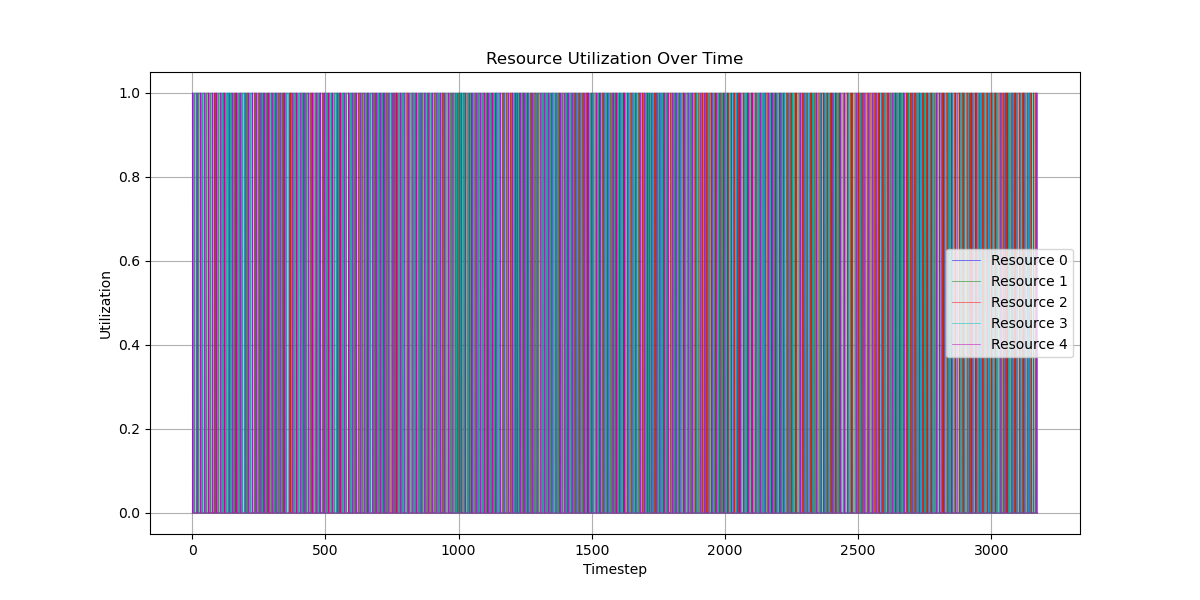 Resource Utilization Over Time
1.0
0.8
0.6
0.4
0.2
0.0
Utilization
Resource 0
Resource 1
Resource 2
Resource 3
Resource 4
0 500 1000 1500 2000 2500 3000
Timestep